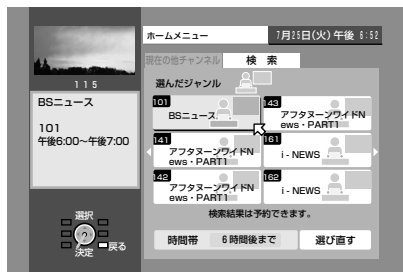 ホームメニュー
7月25日(火)午後 6:52
現在の他チャンネル
検 索
115
選んだジャンル
BSニュース
101
午後6:00~午後7:00
101
BSニュース
143
アフタヌーンワイドN
ews・PART1
141
アフタヌーンワイドN
ews・PART1
161
i - NEWS
142
アフタヌーンワイドN
ews・PART1
162
i - NEWS
検索結果は予約できます。
時間帯
6時間後まで
選び直す
選択
?
戻る
決定